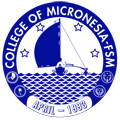 COLLEGE OF MICRONESIA-FSM
APRIL - 1993